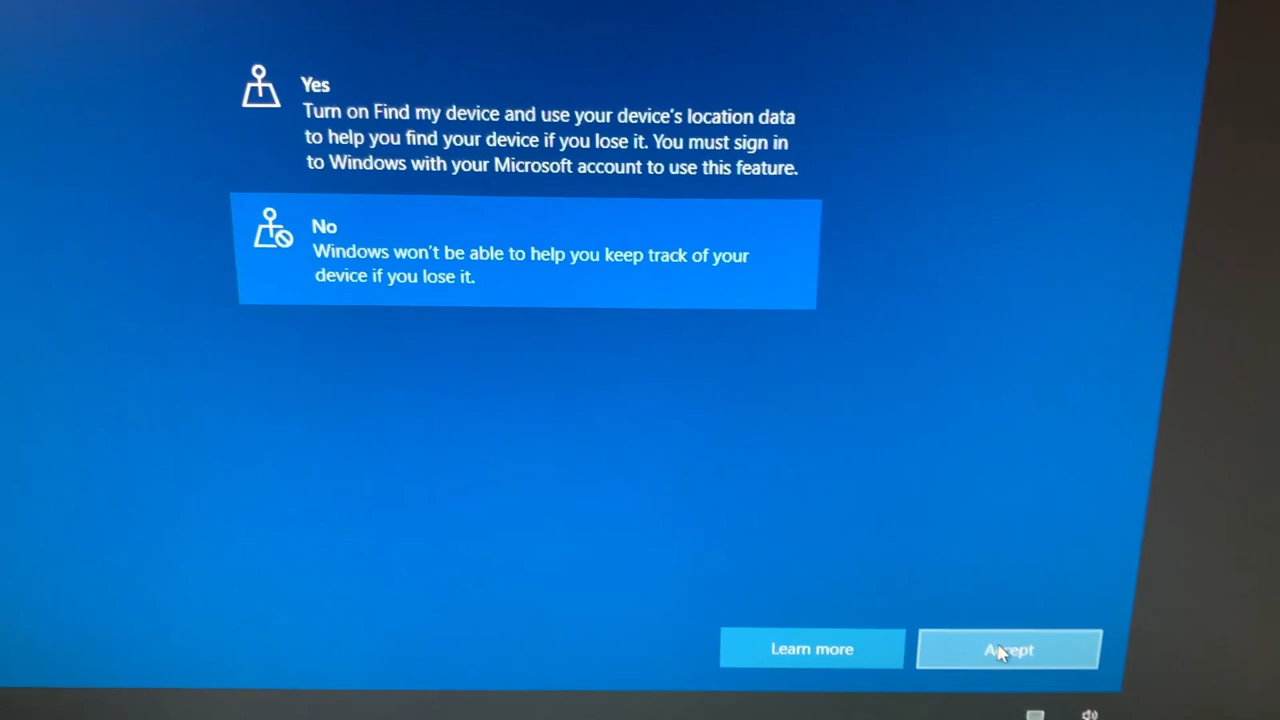 Yes
Turn on Find my device and use your device's location data
to help you find your device if you lose it. You must sign in
to Windows with your Microsoft account to use this feature.
No
Windows won't be able to help you keep track of your
device if you lose it.
Learn more
Accept